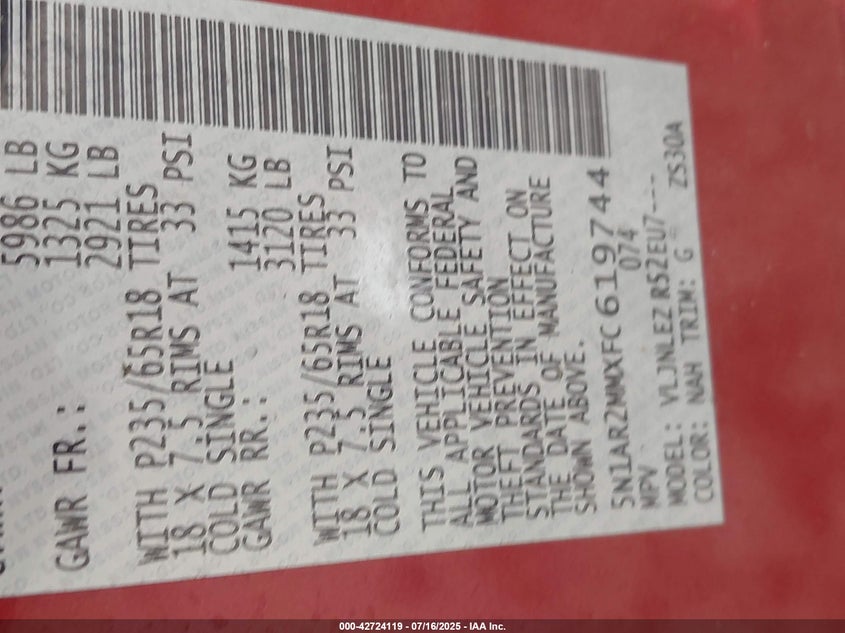 5986 LB
GAWR FR.: 1325 KG
2921 LB
WITH P235/65R18 TIRES
18 X 7.5 RIMS AT 33 PSI
COLD SINGLE
GAWR RR.: 1415 KG
3120 LB
WITH P235/65R18 TIRES
18 X 7.5 RIMS AT 33 PSI
COLD SINGLE
THIS VEHICLE CONFORMS TO
ALL APPLICABLE FEDERAL
MOTOR VEHICLE SAFETY AND
THEFT PREVENTION
STANDARDS IN EFFECT ON
THE DATE OF MANUFACTURE
SHOWN ABOVE.
5N1AR2MMXFC619744
MPV 074
MODEL: VLJNLEZ R52EU7---
COLOR: NAH TRIM: G ZS30A
000-42724119 - 07/16/2025 - IAA Inc.